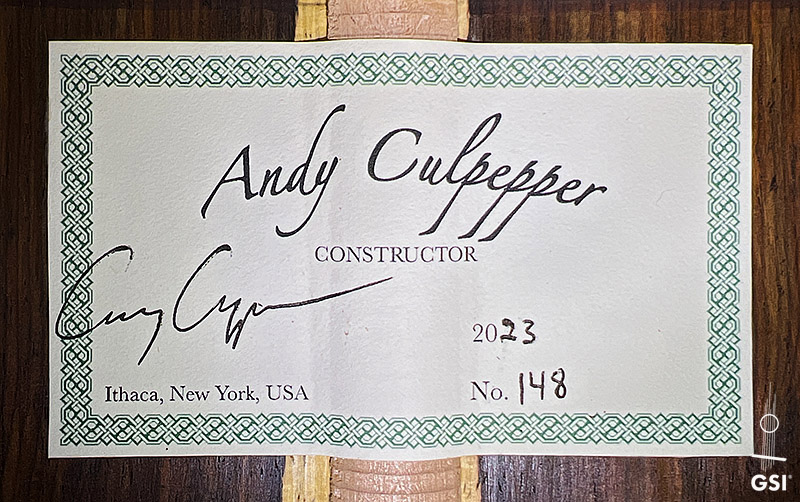 Andy Culpepper
CONSTRUCTOR
2023
Ithaca, New York, USA
No. 148
GSI